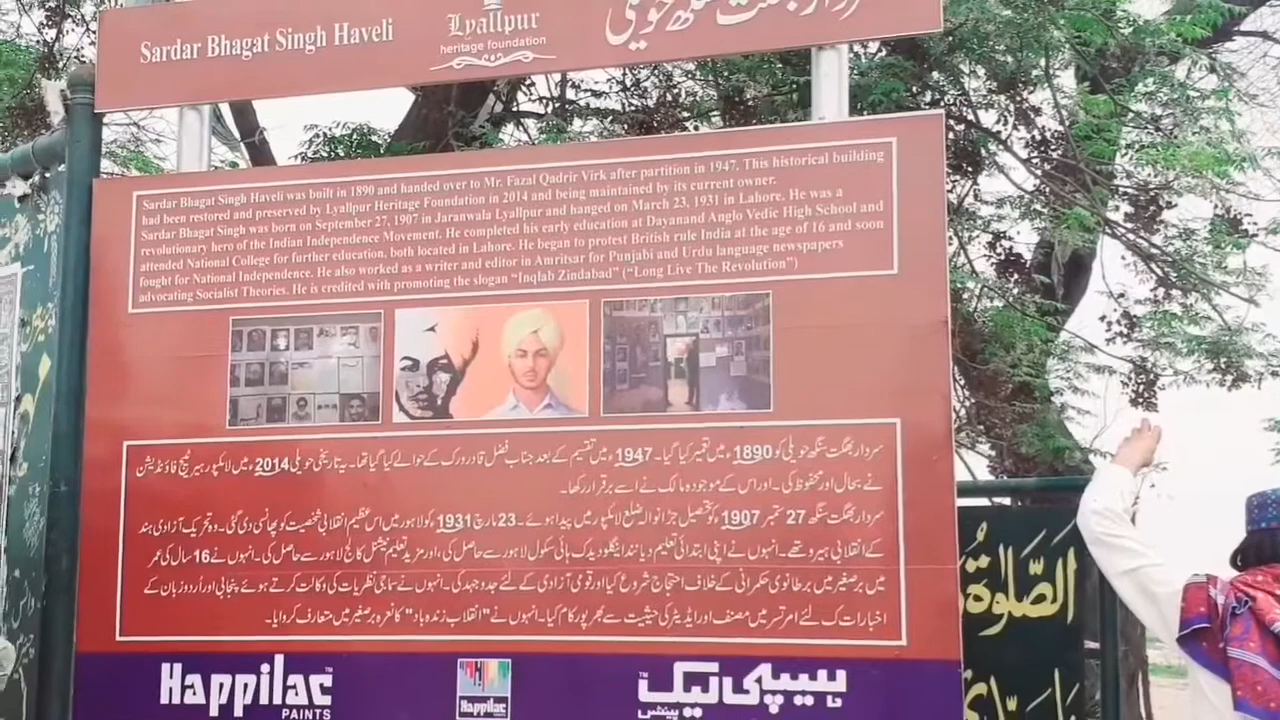 Sardar Bhagat Singh Haveli
Lyallpur
heritage foundation
سردار بھگت سنگھ حویلی
Sardar Bhagat Singh Haveli was built in 1890 and handed over to Mr. Fazal Qadrir Virk after partition in 1947. This historical building
had been restored and preserved by Lyallpur Heritage Foundation in 2014 and being maintained by its current owner.
Sardar Bhagat Singh was born on September 27, 1907 in Jaranwala Lyallpur and hanged on March 23, 1931 in Lahore. He was a
revolutionary hero of the Indian Independence Movement. He completed his early education at Dayanand Anglo Vedic High School and
attended National College for further education, both located in Lahore. He began to protest British rule India at the age of 16 and soon
fought for National Independence. He also worked as a writer and editor in Amritsar for Punjabi and Urdu language newspapers
advocating Socialist Theories. He is credited with promoting the slogan “Inqlab Zindabad” (“Long Live The Revolution”)
سردار بھگت سنگھ حویلی کو 1890ء میں تعمیر کیا گیا۔ 1947ء میں تقسیم کے بعد جناب فضل قادر ورک کے حوالے کیا گیا تھا۔ یہ تاریخی حویلی 2014ء میں لائلپور ہیریٹیج فاؤنڈیشن
نے بحال اور محفوظ کی۔ اور اس کے موجودہ مالک نے اسے برقرار رکھا۔
سردار بھگت سنگھ 27 ستمبر 1907 کو تحصیل جڑانوالہ ضلع لائلپور میں پیدا ہوئے۔ 23 مارچ 1931 کو لاہور میں اس عظیم انقلابی شخصیت کو پھانسی دی گئی۔ وہ تحریک آزادی ہند
کے انقلابی ہیرو تھے۔ انہوں نے اپنی ابتدائی تعلیم دیانند اینگلو ویدک ہائی سکول لاہور سے حاصل کی، اور مزید تعلیم نیشنل کالج لاہور سے حاصل کی۔ انہوں نے 16 سال کی عمر
میں برصغیر میں برطانوی حکمرانی کے خلاف احتجاج شروع کیا اور قومی آزادی کے لئے جدوجہد کی۔ انہوں نے سماجی نظریات کی وکالت کرتے ہوئے پنجابی اور اُردو زبان کے
اخبارات ک لئے امرتسر میں مصنف اور ایڈیٹر کی حیثیت سے بھرپور کام کیا۔ انہوں نے "انقلاب زندہ باد" کا نعرہ برصغیر میں متعارف کروایا۔
Happilac™
PAINTS
Happilac
ہیپی لیک™
پینٹس
الصَّلٰوةُ